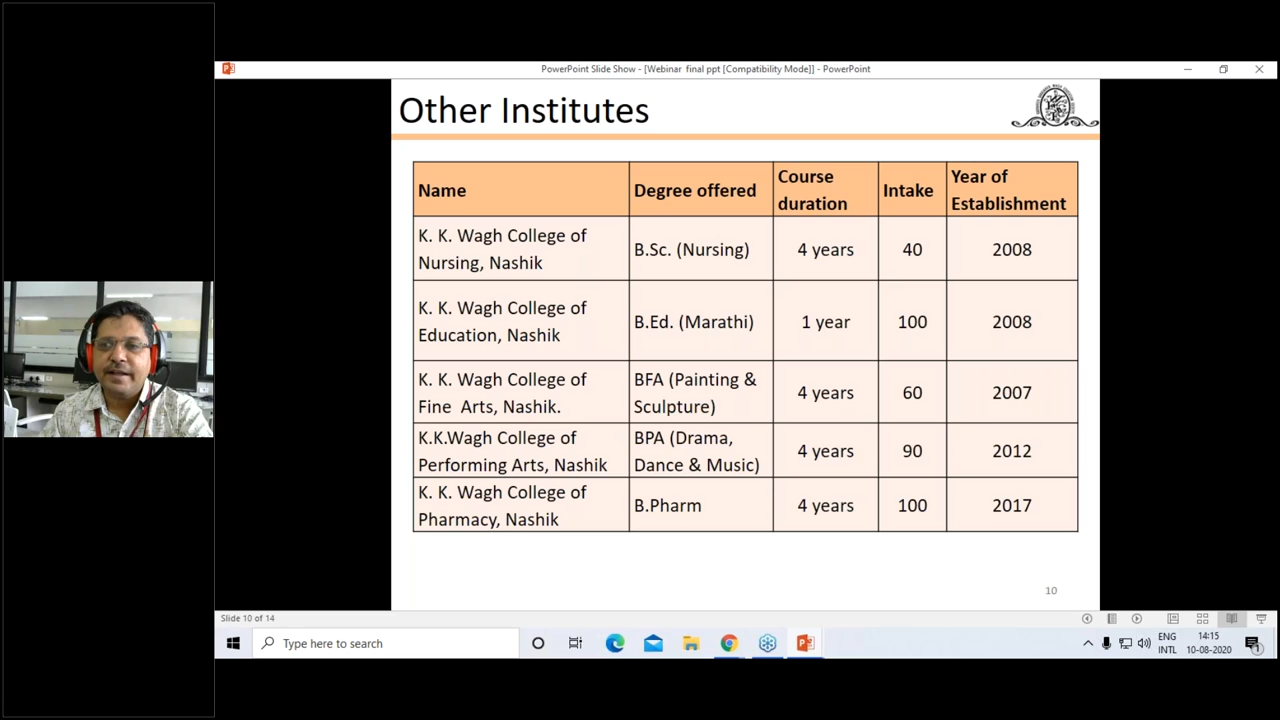 PowerPoint Slide Show - [Webinar final ppt [Compatibility Mode]] - PowerPoint
Other Institutes
Name
Degree offered
Course
duration
Intake
Year of
Establishment
K. K. Wagh College of
Nursing, Nashik
B.Sc. (Nursing)
4 years
40
2008
K. K. Wagh College of
Education, Nashik
B.Ed. (Marathi)
1 year
100
2008
K. K. Wagh College of
Fine Arts, Nashik.
BFA (Painting &
Sculpture)
4 years
60
2007
K.K.Wagh College of
Performing Arts, Nashik
BPA (Drama,
Dance & Music)
4 years
90
2012
K. K. Wagh College of
Pharmacy, Nashik
B.Pharm
4 years
100
2017
10
Slide 10 of 14
Type here to search
ENG
INTL
14:15
10-08-2020
1